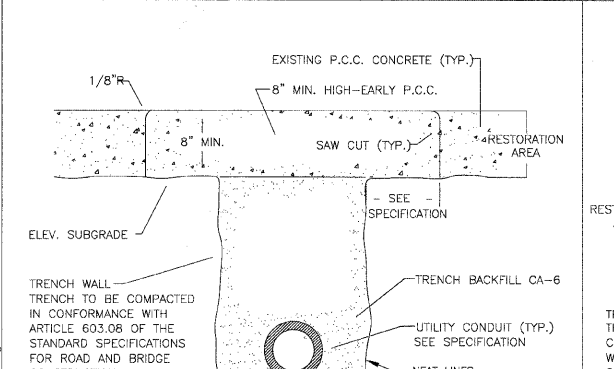 EXISTING P.C.C. CONCRETE (TYP.)
1/8"R
8" MIN. HIGH-EARLY P.C.C.
8" MIN.
SAW CUT (TYP.)
RESTORATION
AREA
- SEE -
SPECIFICATION
ELEV. SUBGRADE
TRENCH WALL
TRENCH TO BE COMPACTED
IN CONFORMANCE WITH
ARTICLE 603.08 OF THE
STANDARD SPECIFICATIONS
FOR ROAD AND BRIDGE
TRENCH BACKFILL CA-6
UTILITY CONDUIT (TYP.)
SEE SPECIFICATION
NEAT LINES
REST